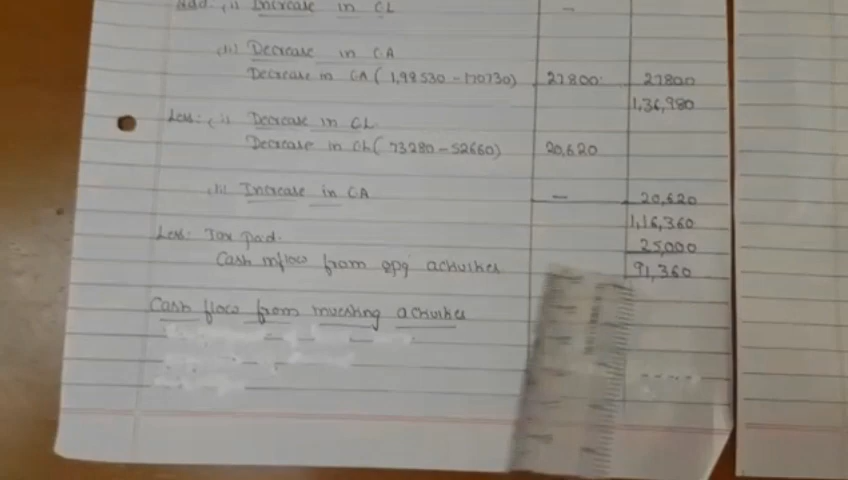 Add: (i) Increase in CL –
(ii) Decrease in CA
Decrease in CA (1,98530 – 170730) 27800 27800
1,36,980
Less: (i) Decrease in CL
Decrease in CL (73280 – 52660) 20,620
(ii) Increase in CA – 20,620
1,16,360
Less: Tax paid. 25,000
Cash inflow from opg activities 91,360
Cash flow from investing activities